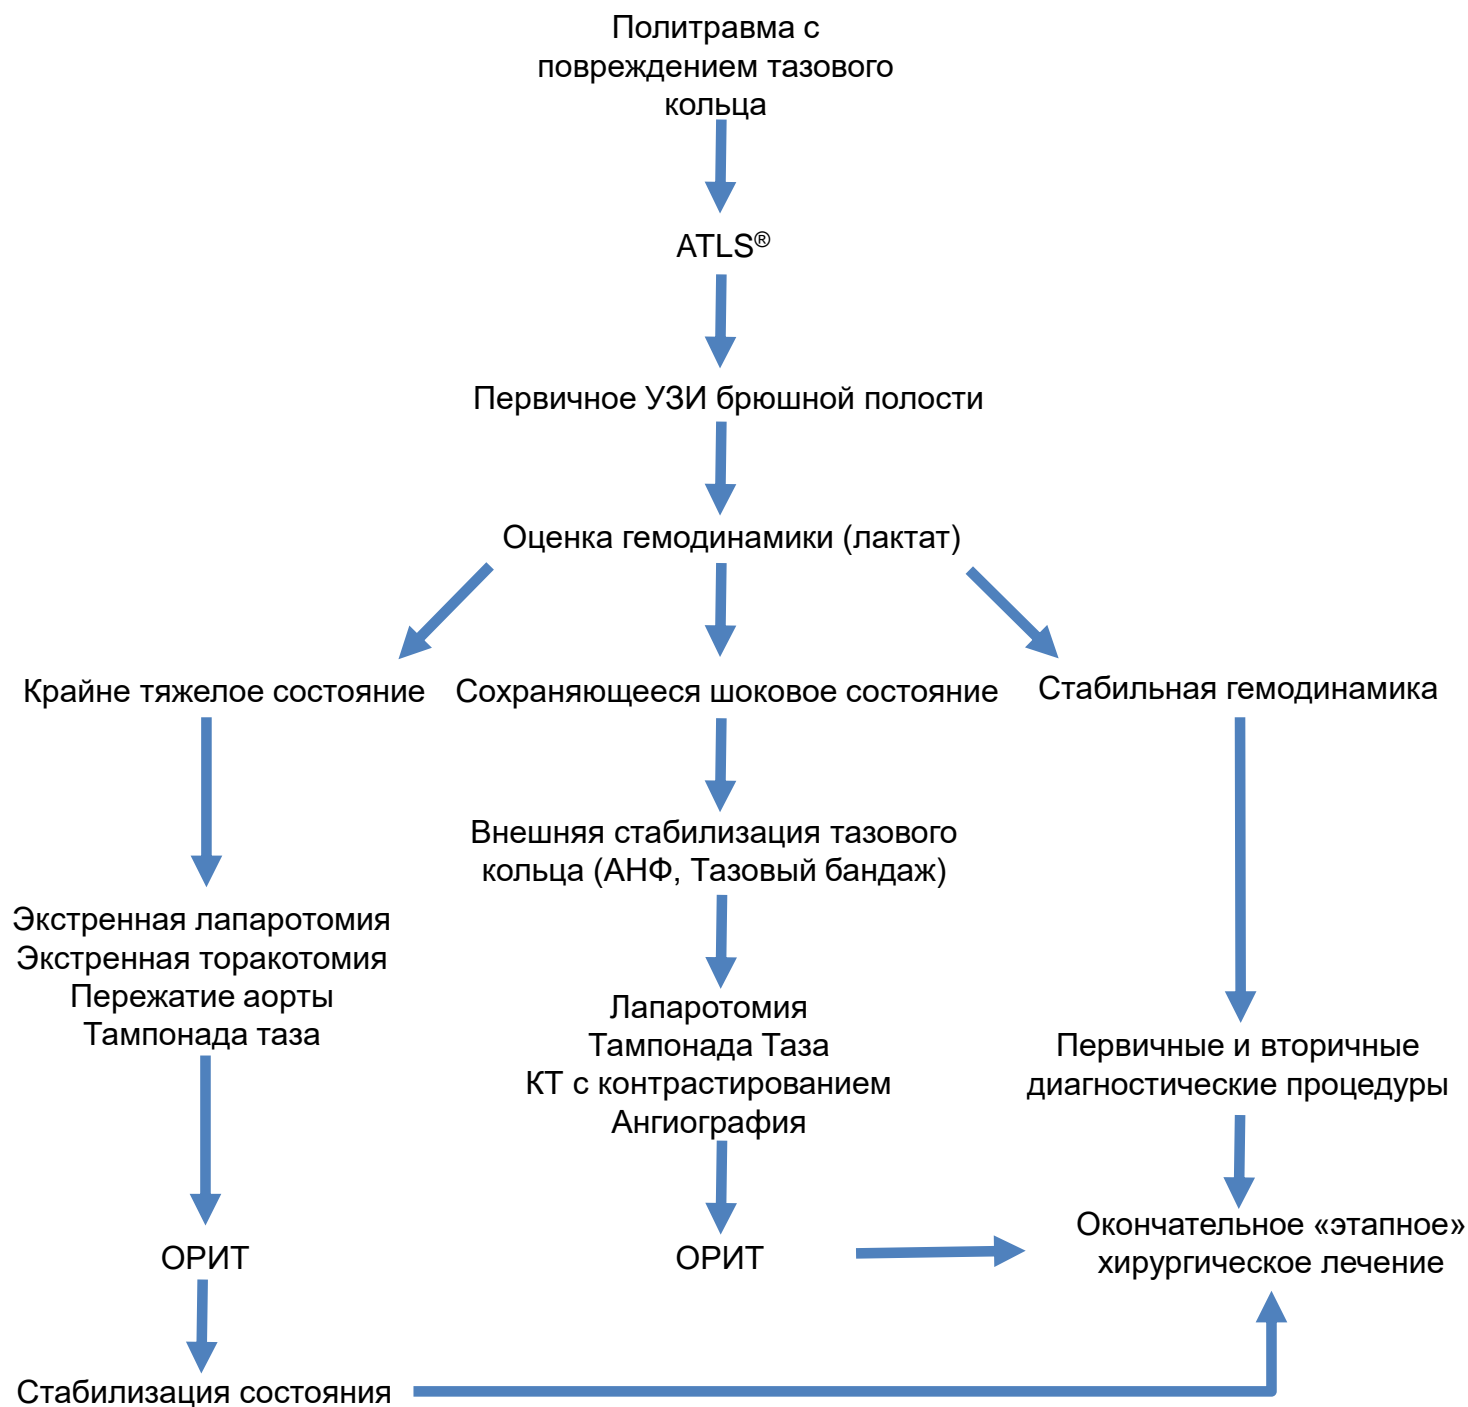 Политравма с
повреждением тазового
кольца
ATLS®
Первичное УЗИ брюшной полости
Оценка гемодинамики (лактат)
Крайне тяжелое состояние
Сохраняющееся шоковое состояние
Стабильная гемодинамика
Внешняя стабилизация тазового
кольца (АНФ, Тазовый бандаж)
Экстренная лапаротомия
Экстренная торакотомия
Пережатие аорты
Тампонада таза
Лапаротомия
Тампонада Таза
КТ с контрастированием
Ангиография
Первичные и вторичные
диагностические процедуры
ОРИТ
ОРИТ
Окончательное «этапное»
хирургическое лечение
Стабилизация состояния